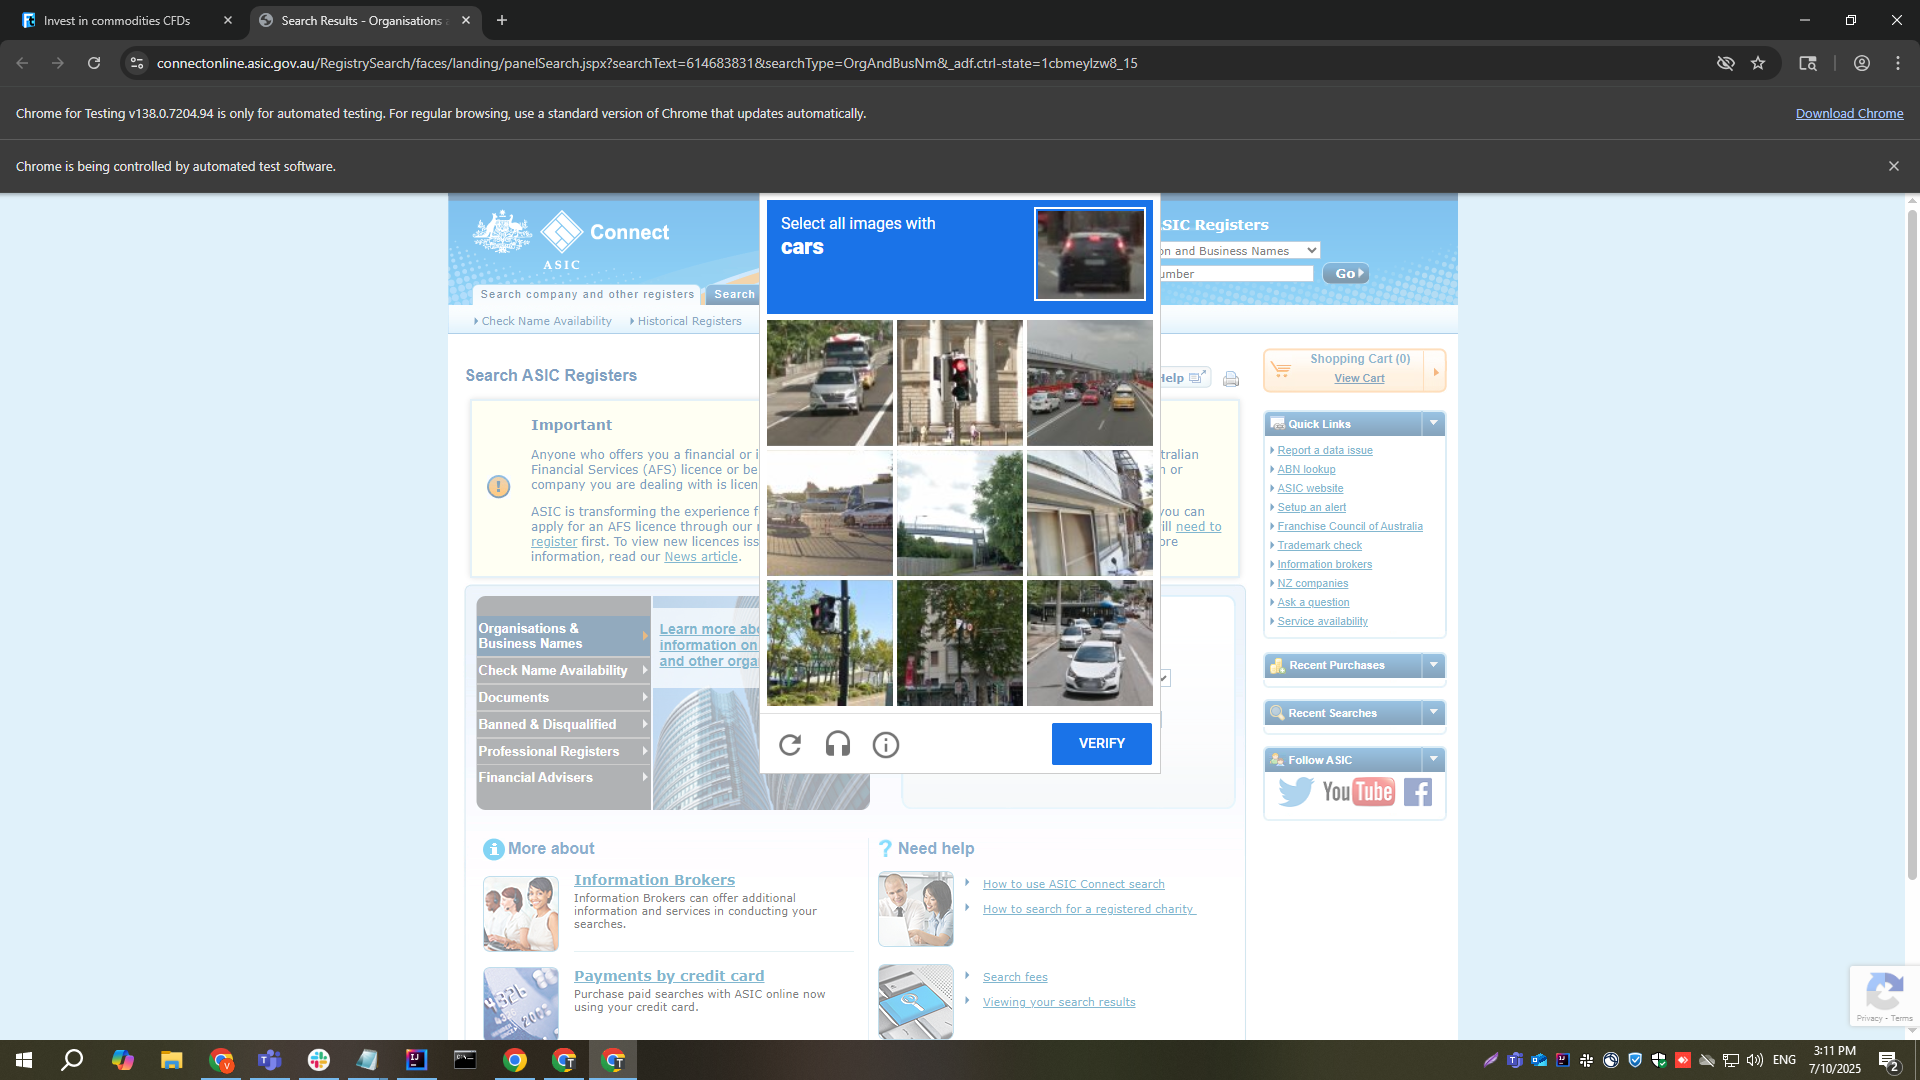 Invest in commodities CFDs
Search Results - Organisations
connectonline.asic.gov.au/RegistrySearch/faces/landing/panelSearch.jspx?searchText=614683831&searchType=OrgAndBusNm&_adf.ctrl-state=1cbmeylzw8_15
Chrome for Testing v138.0.7204.94 is only for automated testing. For regular browsing, use a standard version of Chrome that updates automatically.
Download Chrome
Chrome is being controlled by automated test software.
Connect
ASIC
ASIC Registers
on and Business Names
umber
Go
Search company and other registers
Search
Check Name Availability
Historical Registers
Select all images with
cars
VERIFY
Search ASIC Registers
Help
Important
Anyone who offers you a financial or
tralian
Financial Services (AFS) licence or be
or
company you are dealing with is licen
ASIC is transforming the experience f
you can
apply for an AFS licence through our
ill need to
register first. To view new licences iss
ore
information, read our News article.
Organisations &
Business Names
Check Name Availability
Documents
Banned & Disqualified
Professional Registers
Financial Advisers
Learn more abo
information on
and other orga
Shopping Cart (0)
View Cart
Quick Links
Report a data issue
ABN lookup
ASIC website
Setup an alert
Franchise Council of Australia
Trademark check
Information brokers
NZ companies
Ask a question
Service availability
Recent Purchases
Recent Searches
Follow ASIC
YouTube
More about
Information Brokers
Information Brokers can offer additional
information and services in conducting your
searches.
Payments by credit card
Purchase paid searches with ASIC online now
using your credit card.
Need help
How to use ASIC Connect search
How to search for a registered charity
Search fees
Viewing your search results
Privacy - Terms
ENG
3:11 PM
7/10/2025
2